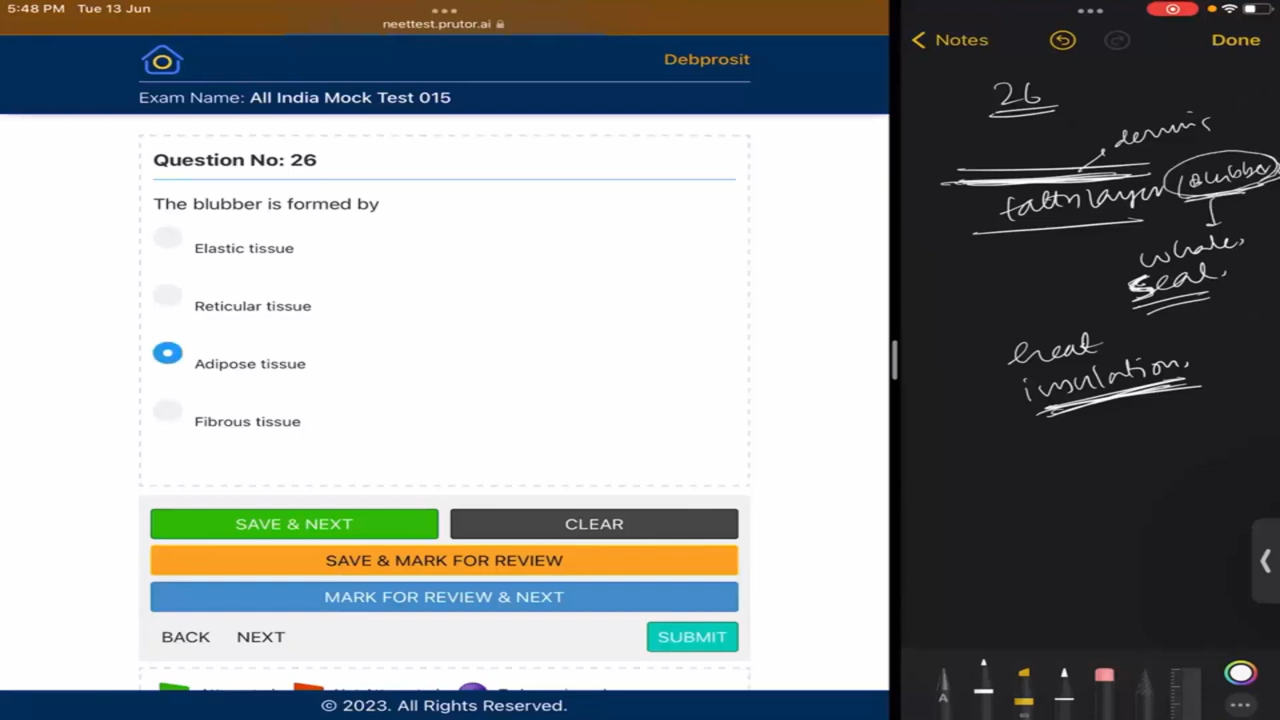 5:48 PM Tue 13 Jun
neettest.prutor.ai
Debprosit
Exam Name: All India Mock Test 015
Question No: 26
The blubber is formed by
Elastic tissue
Reticular tissue
Adipose tissue
Fibrous tissue
SAVE & NEXT
CLEAR
SAVE & MARK FOR REVIEW
MARK FOR REVIEW & NEXT
BACK
NEXT
SUBMIT
© 2023. All Rights Reserved.
Notes
Done
26
dermis
layer
whale,
seal.
heat
insulation.
A